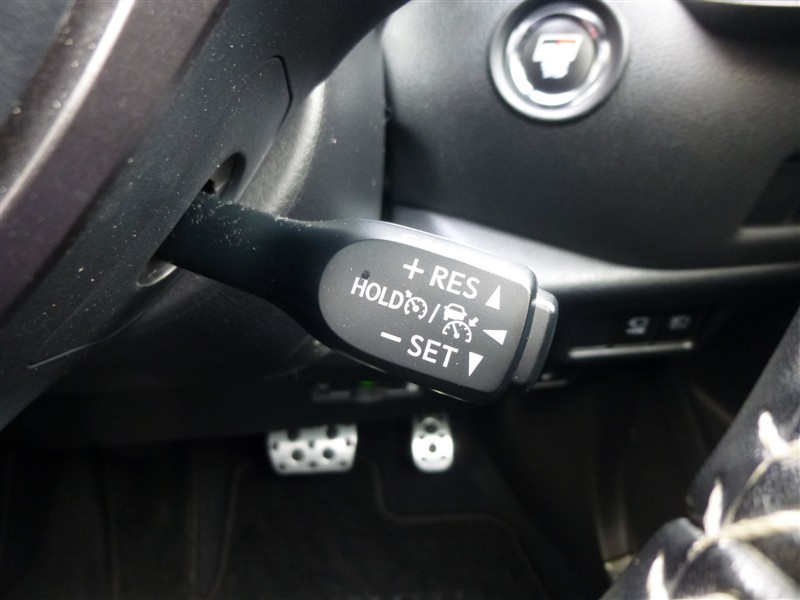 + RES ▲
HOLD /
− SET ▼